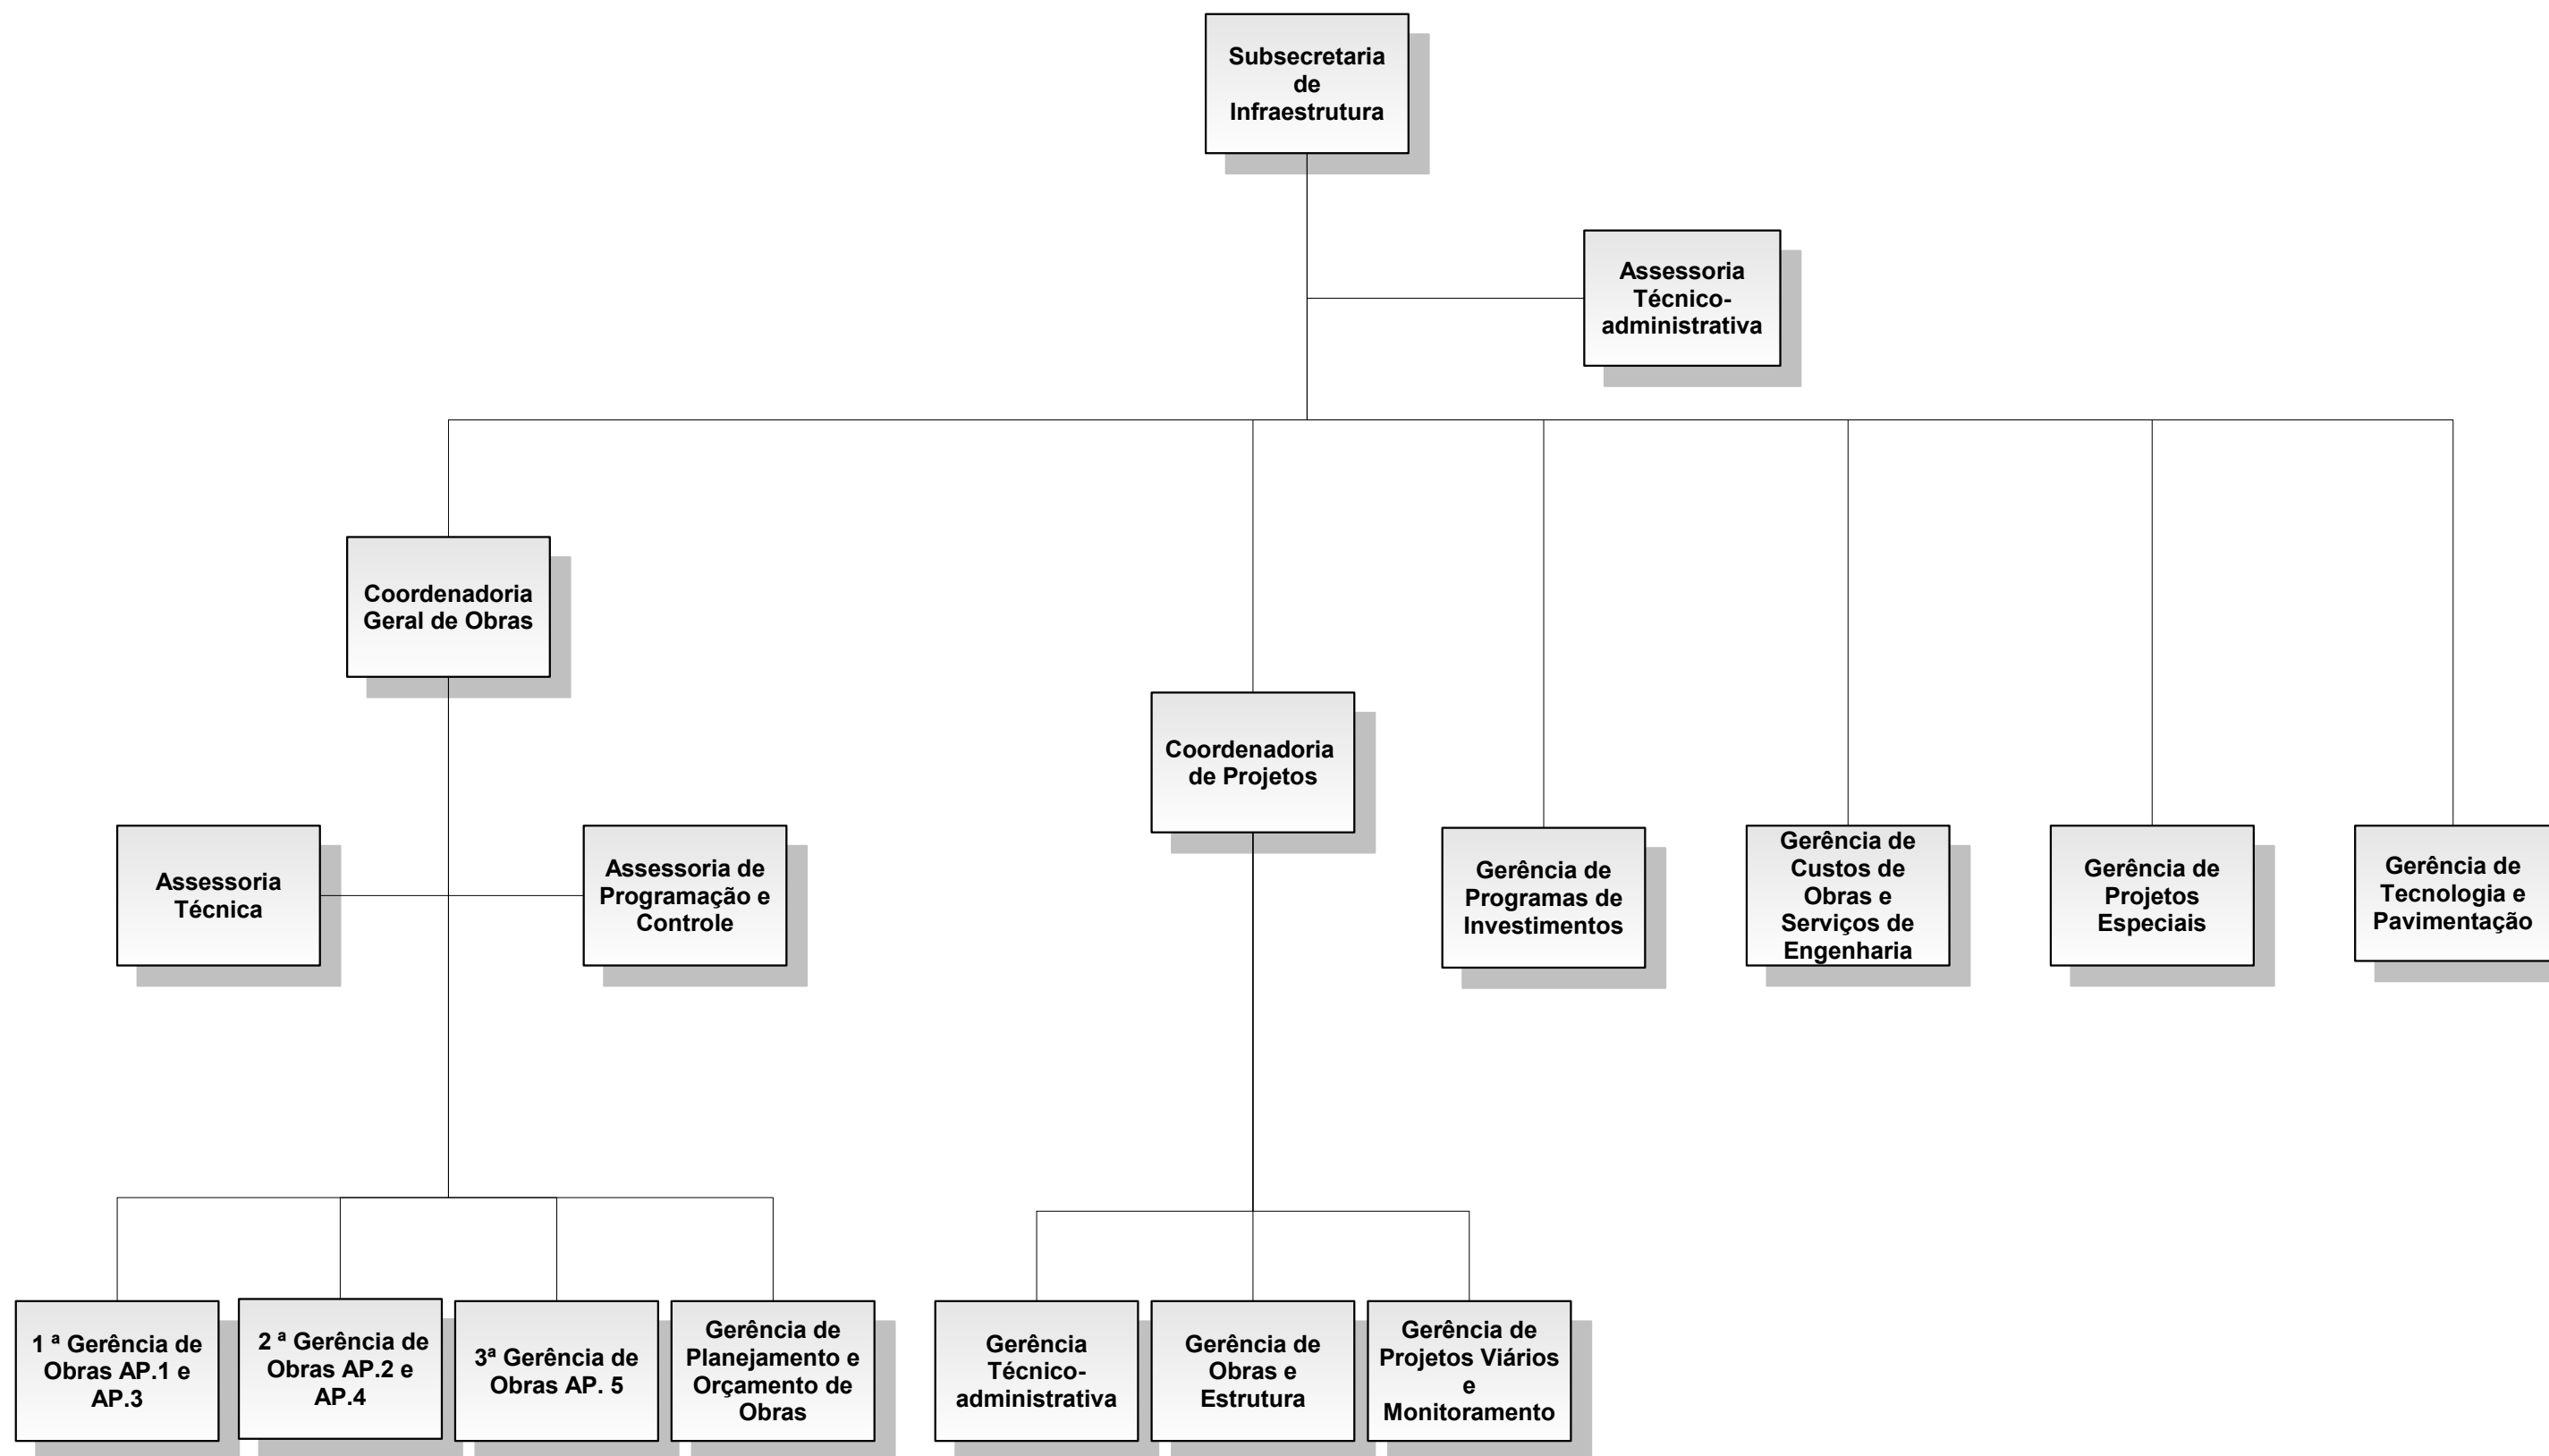 Subsecretaria
de
Infraestrutura
Assessoria
Técnico-
administrativa
Coordenadoria
Geral de Obras
Coordenadoria
de Projetos
Assessoria
Técnica
Assessoria de
Programação e
Controle
Gerência de
Programas de
Investimentos
Gerência de
Custos de
Obras e
Serviços de
Engenharia
Gerência de
Projetos
Especiais
Gerência de
Tecnologia e
Pavimentação
1 ª Gerência de
Obras AP.1 e
AP.3
2 ª Gerência de
Obras AP.2 e
AP.4
3ª Gerência de
Obras AP. 5
Gerência de
Planejamento e
Orçamento de
Obras
Gerência
Técnico-
administrativa
Gerência de
Obras e
Estrutura
Gerência de
Projetos Viários
e
Monitoramento